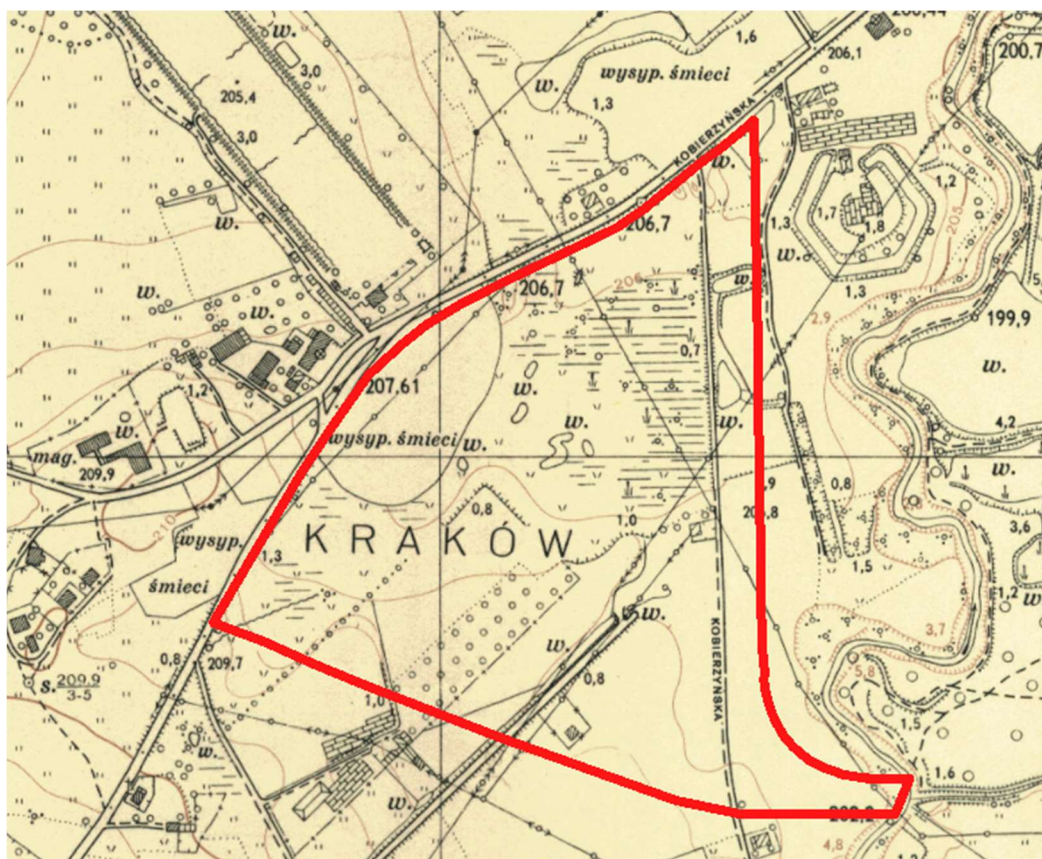 w.
1,6
206,1
200,7
3,0
wysyp. śmieci
w.
205,4
1,3
3,0
KOBIERZYŃSKA
w.
1,2
1,7
1,8
205
w.
206,7
1,3
w.
1,3
w.
206,7
206
w.
5
w.
2,9
199,9
0,7
w.
1,2
207,61
w.
w.
w.
w.
4,2
mag.
209,9
wysyp. śmieci
w.
w.
0,8
0,8
3,6
210
wysyp.
KRAKÓW
1,0
1,3
1,5
śmieci
1,2
w.
w.
3,7
0,8
209,7
w.
KOBIERZYŃSKA
5,8
s. 209.9
3-5
1,0
0,8
1,5
w.
1,6
w.
202,2
4,8